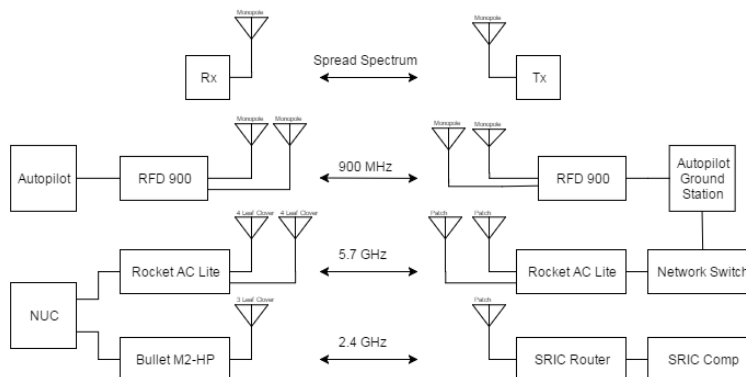 Monopole
Monopole
Spread Spectrum
Rx
Tx
Monopole
Monopole
Monopole
Monopole
900 MHz
Autopilot
RFD 900
RFD 900
Autopilot
Ground
Station
4 Leaf Clover
4 Leaf Clover
Patch
Patch
5.7 GHz
Rocket AC Lite
Rocket AC Lite
Network Switch
NUC
3 Leaf Clover
Patch
2.4 GHz
Bullet M2-HP
SRIC Router
SRIC Comp